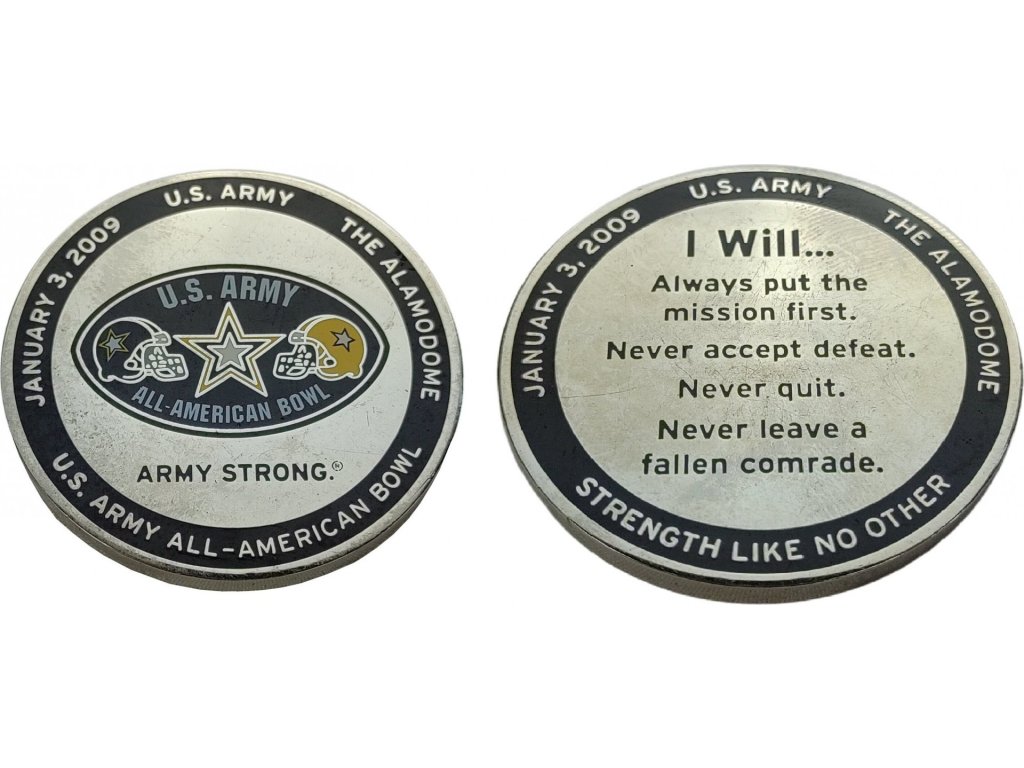 JANUARY 3, 2009 U.S. ARMY THE ALAMODOME
U.S. ARMY
ALL-AMERICAN BOWL
ARMY STRONG.®
U.S. ARMY ALL-AMERICAN BOWL
JANUARY 3, 2009 U.S. ARMY THE ALAMODOME
I Will...
Always put the
mission first.
Never accept defeat.
Never quit.
Never leave a
fallen comrade.
STRENGTH LIKE NO OTHER